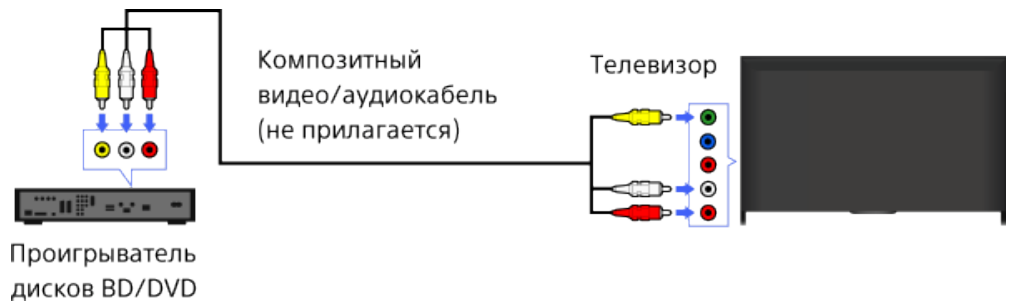 Композитный
видео/аудиокабель
(не прилагается)
Телевизор
Проигрыватель
дисков BD/DVD